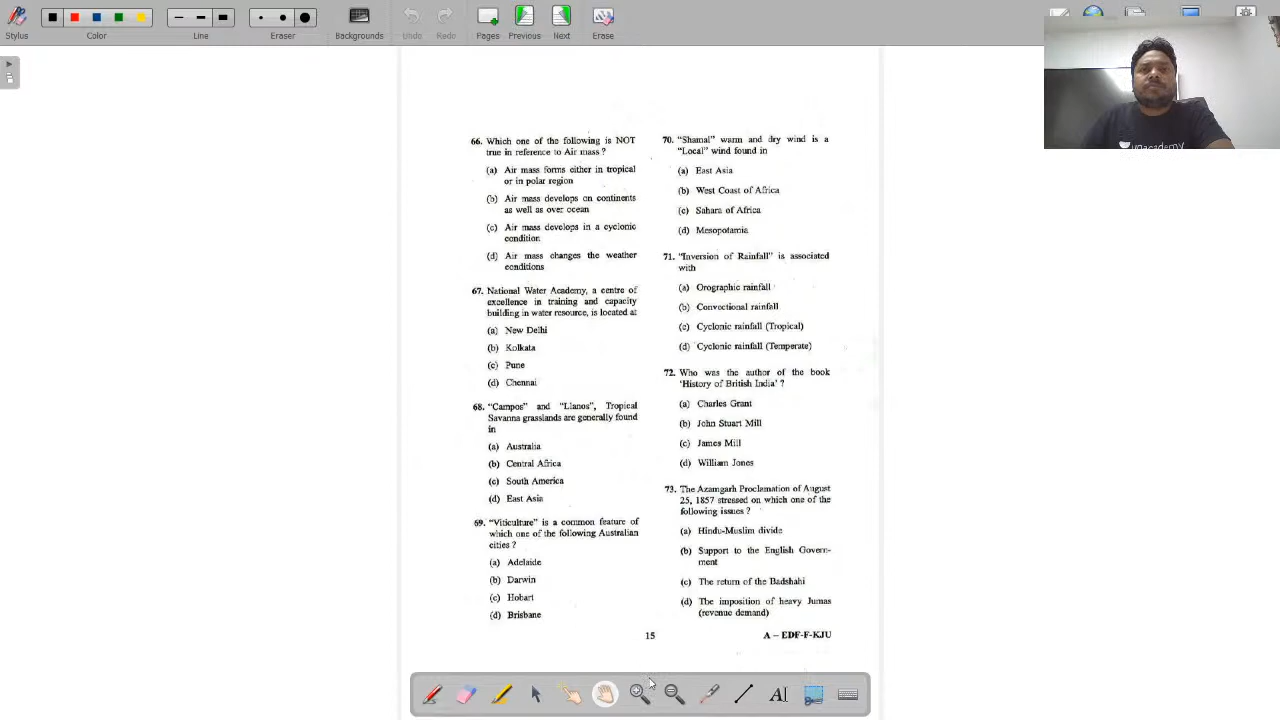 Stylus
Color
Line
Eraser
Backgrounds
Undo
Redo
Pages
Previous
Next
Erase
66. Which one of the following is NOT
true in reference to Air mass ?
(a) Air mass forms either in tropical
or in polar region
(b) Air mass develops on continents
as well as over ocean
(c) Air mass develops in a cyclonic
condition
(d) Air mass changes the weather
conditions
67. National Water Academy, a centre of
excellence in training and capacity
building in water resource, is located at
(a) New Delhi
(b) Kolkata
(c) Pune
(d) Chennai
68. "Campos" and "Llanos", Tropical
Savanna grasslands are generally found
in
(a) Australia
(b) Central Africa
(c) South America
(d) East Asia
69. "Viticulture" is a common feature of
which one of the following Australian
cities ?
(a) Adelaide
(b) Darwin
(c) Hobart
(d) Brisbane
70. "Shamal" warm and dry wind is a
"Local" wind found in
(a) East Asia
(b) West Coast of Africa
(c) Sahara of Africa
(d) Mesopotamia
71. "Inversion of Rainfall" is associated
with
(a) Orographic rainfall
(b) Convectional rainfall
(c) Cyclonic rainfall (Tropical)
(d) Cyclonic rainfall (Temperate)
72. Who was the author of the book
'History of British India' ?
(a) Charles Grant
(b) John Stuart Mill
(c) James Mill
(d) William Jones
73. The Azamgarh Proclamation of August
25, 1857 stressed on which one of the
following issues ?
(a) Hindu-Muslim divide
(b) Support to the English Govern-
ment
(c) The return of the Badshahi
(d) The imposition of heavy Jumas
(revenue demand)
15
A – EDF-F-KJU
AI